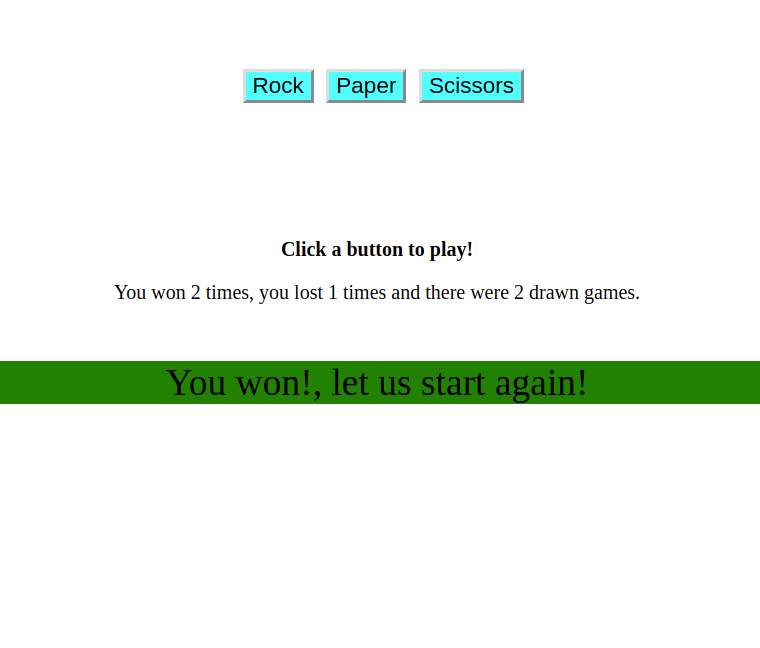 Rock Paper Scissors
Click a button to play!
You won 2 times, you lost 1 times and there were 2 drawn games.
You won!, let us start again!